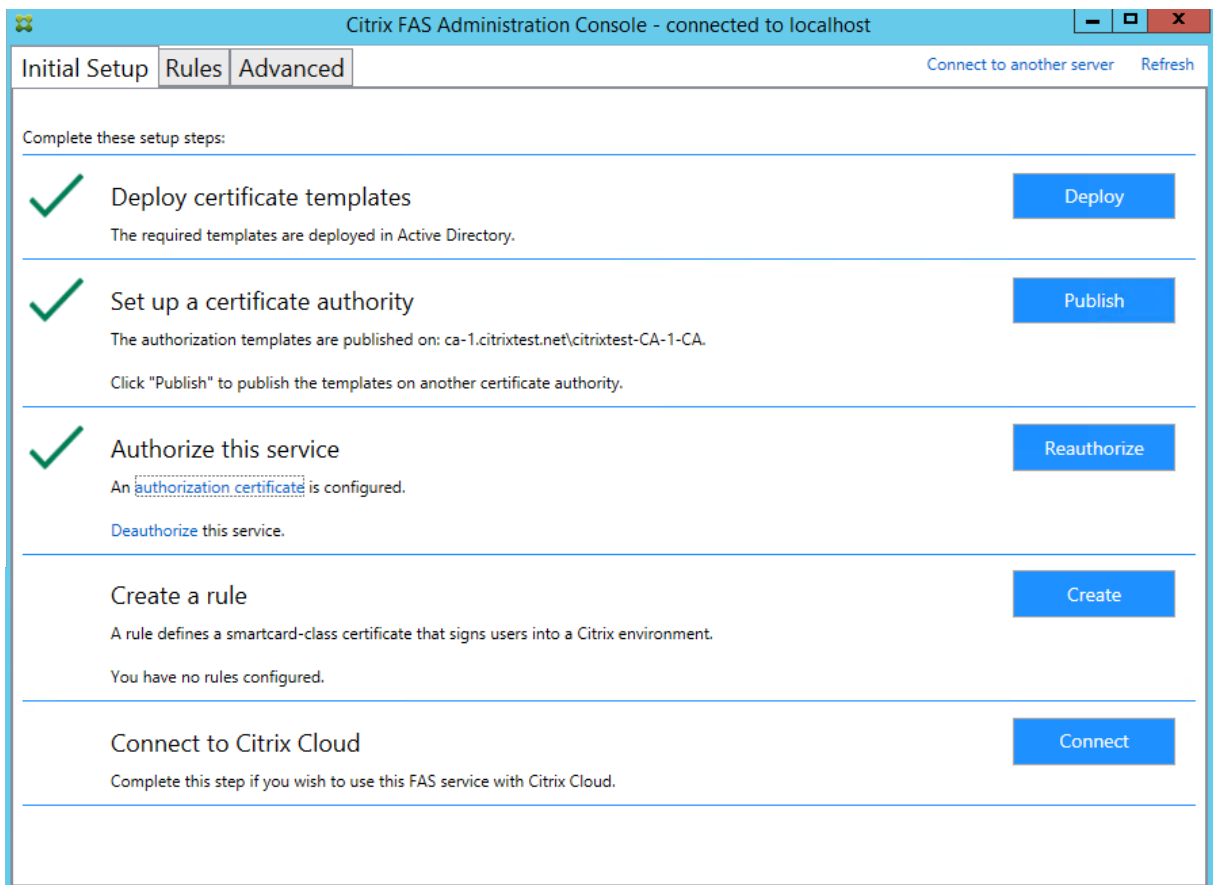 Citrix FAS Administration Console - connected to localhost
Initial Setup Rules Advanced Connect to another server Refresh
Complete these setup steps:
Deploy certificate templates
Deploy
The required templates are deployed in Active Directory.
Set up a certificate authority
Publish
The authorization templates are published on: ca-1.citrixtest.net\citrixtest-CA-1-CA.
Click "Publish" to publish the templates on another certificate authority.
Authorize this service
Reauthorize
An authorization certificate is configured.
Deauthorize this service.
Create a rule
Create
A rule defines a smartcard-class certificate that signs users into a Citrix environment.
You have no rules configured.
Connect to Citrix Cloud
Connect
Complete this step if you wish to use this FAS service with Citrix Cloud.